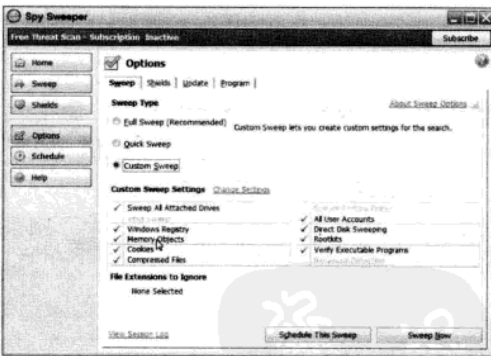 Spy Sweeper
Free Threat Scan - Subscription Inactive
Subscribe
Home
Sweep
Shields
Options
Schedule
Help
Options
Sweep
Shields
Update
Program
Sweep Type
About Sweep Options
Full Sweep (Recommended)
Custom Sweep lets you create custom settings for the search.
Quick Sweep
Custom Sweep
Custom Sweep Settings
Change Settings
Sweep All Attached Drives
Windows Registry
Memory Objects
Cookies
Compressed Files
All User Accounts
Direct Disk Sweeping
Rootkits
Verify Executable Programs
File Extensions to Ignore
None Selected
View Session Log
Schedule This Sweep
Sweep Now